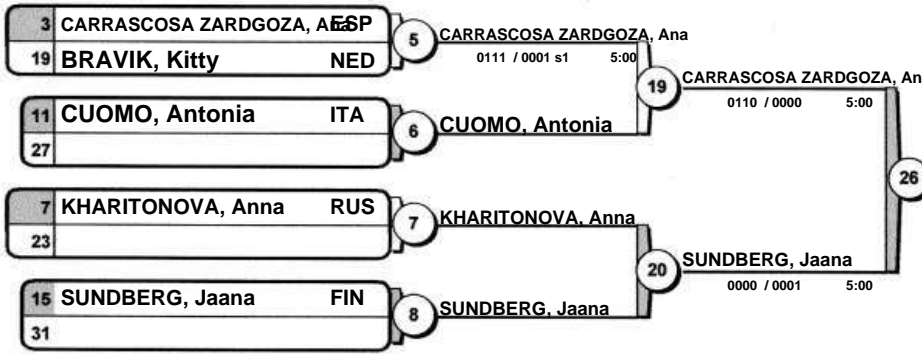 3 CARRASCOSA ZARDGOZA, Ana ESP
19 BRAVIK, Kitty NED
5
CARRASCOSA ZARDGOZA, Ana
0111 / 0001 s1 5:00
11 CUOMO, Antonia ITA
27
6
CUOMO, Antonia
19
CARRASCOSA ZARDGOZA, An
0110 / 0000 5:00
7 KHARITONOVA, Anna RUS
23
7
KHARITONOVA, Anna
15 SUNDBERG, Jaana FIN
31
8
SUNDBERG, Jaana
20
SUNDBERG, Jaana
0000 / 0001 5:00
26